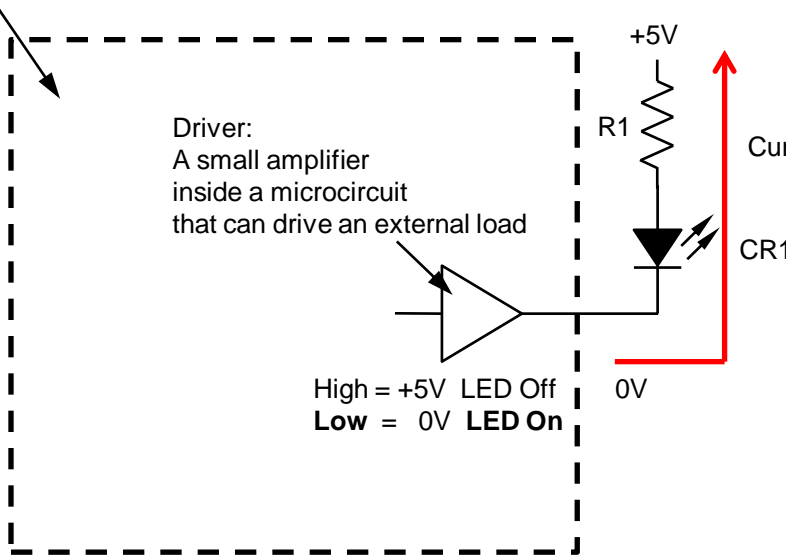 +5V
Driver:
A small amplifier
inside a microcircuit
that can drive an external load
R1
Cur
CR1
High = +5V LED Off
Low = 0V LED On
0V